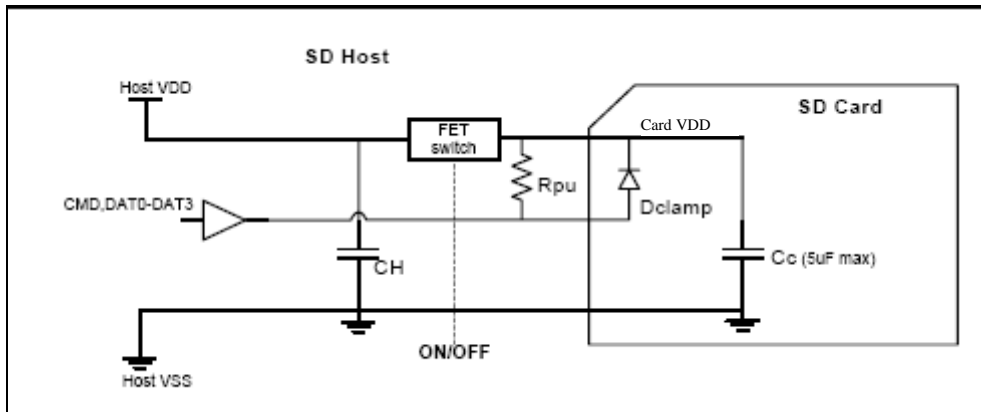 SD Host
Host VDD
SD Card
FET
switch
Card VDD
Rpu
CMD,DAT0-DAT3
Dclamp
CH
Cc (5uF max)
ON/OFF
Host VSS